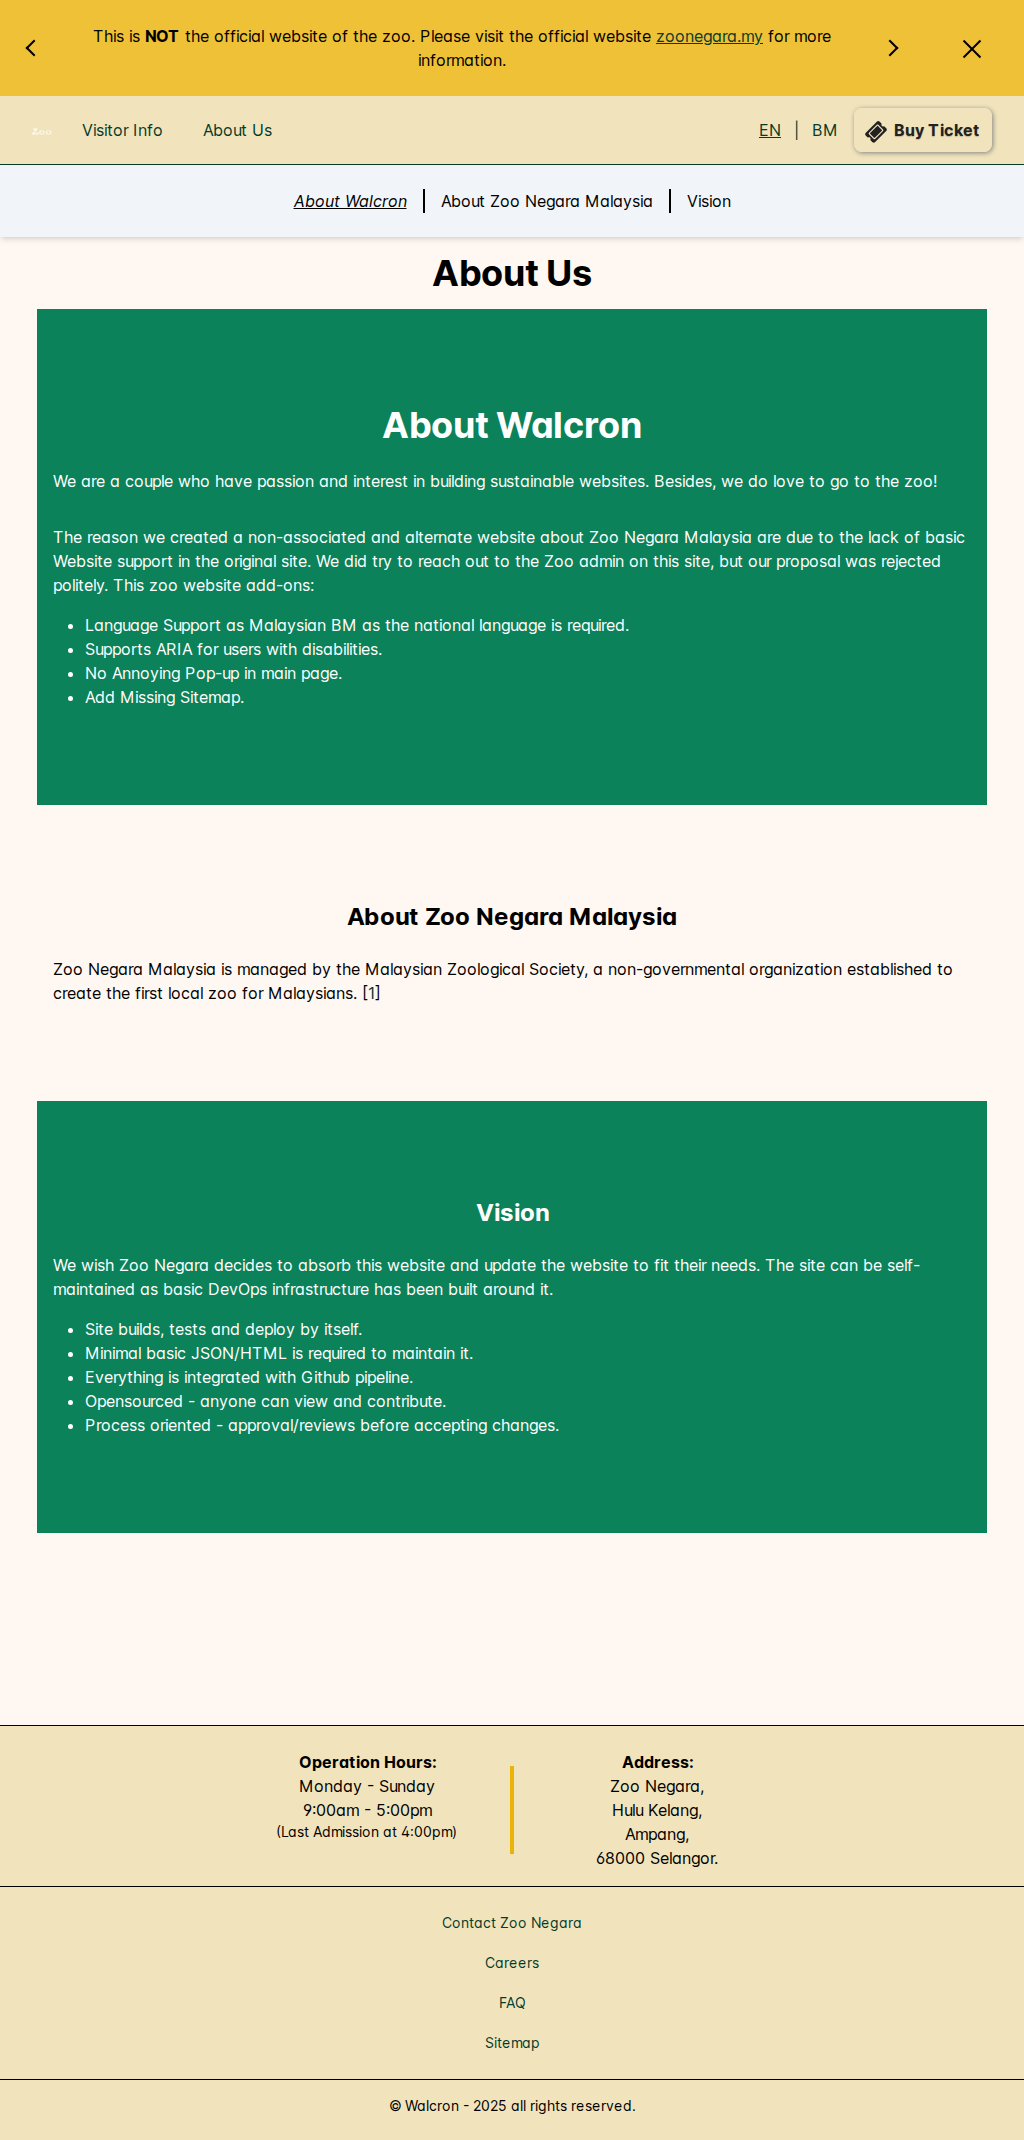 This is NOT the official website of the zoo. Please visit the official website zoonegara.my for more
information.
Zoo
Visitor Info
About Us
EN | BM
Buy Ticket
About Walcron
About Zoo Negara Malaysia
Vision
About Us
About Walcron
We are a couple who have passion and interest in building sustainable websites. Besides, we do love to go to the zoo!
The reason we created a non-associated and alternate website about Zoo Negara Malaysia are due to the lack of basic
Website support in the original site. We did try to reach out to the Zoo admin on this site, but our proposal was rejected
politely. This zoo website add-ons:
• Language Support as Malaysian BM as the national language is required.
• Supports ARIA for users with disabilities.
• No Annoying Pop-up in main page.
• Add Missing Sitemap.
About Zoo Negara Malaysia
Zoo Negara Malaysia is managed by the Malaysian Zoological Society, a non-governmental organization established to
create the first local zoo for Malaysians. [1]
Vision
We wish Zoo Negara decides to absorb this website and update the website to fit their needs. The site can be self-
maintained as basic DevOps infrastructure has been built around it.
• Site builds, tests and deploy by itself.
• Minimal basic JSON/HTML is required to maintain it.
• Everything is integrated with Github pipeline.
• Opensourced - anyone can view and contribute.
• Process oriented - approval/reviews before accepting changes.
Operation Hours:
Monday - Sunday
9:00am - 5:00pm
(Last Admission at 4:00pm)
Address:
Zoo Negara,
Hulu Kelang,
Ampang,
68000 Selangor.
Contact Zoo Negara
Careers
FAQ
Sitemap
© Walcron - 2025 all rights reserved.